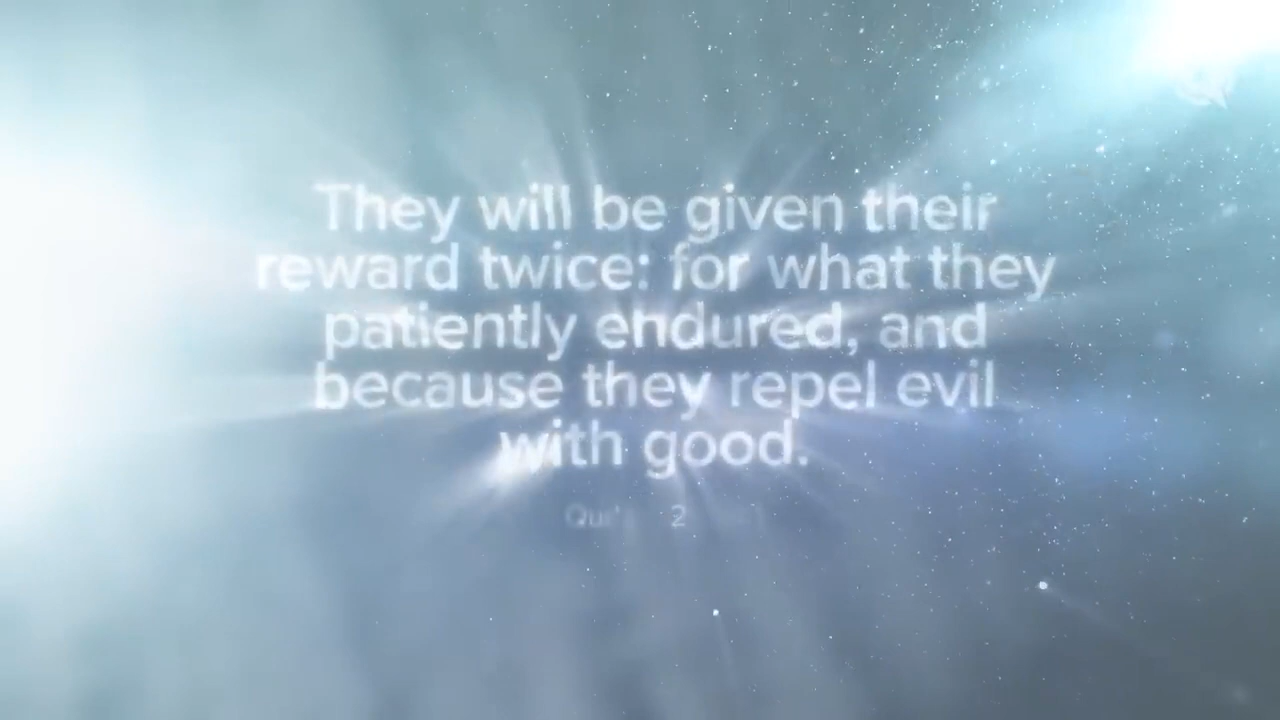 They will be given their
reward twice: for what they
patiently endured, and
because they repel evil
with good.
2